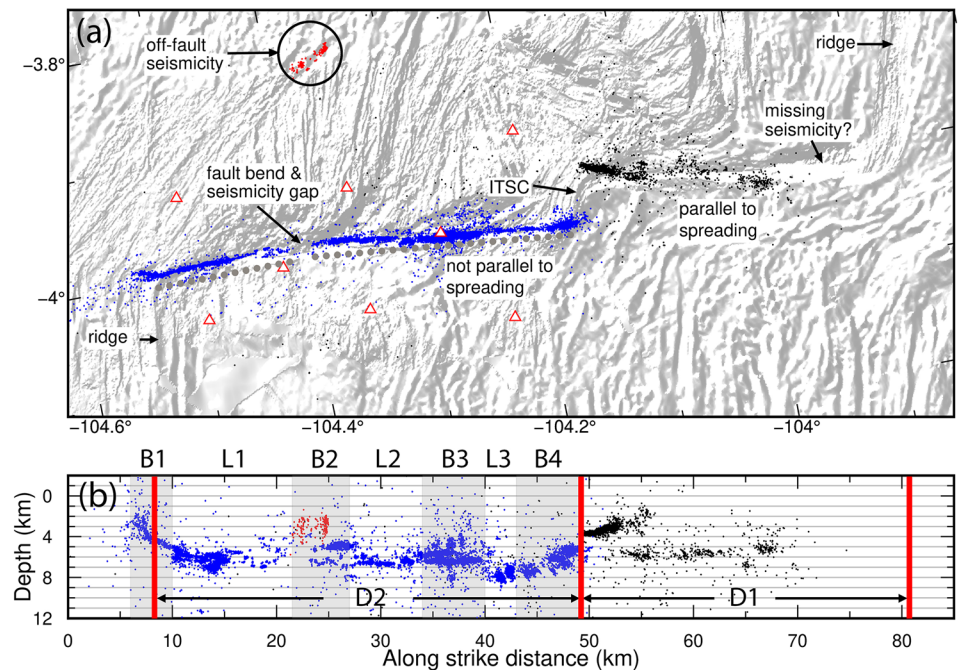 (a)
off-fault
seismicity
ridge
missing
seismicity?
fault bend &
seismicity gap
ITSC
parallel to
spreading
not parallel to
spreading
ridge
−3.8°
−4°
−104.6° −104.4° −104.2° −104°
B1 L1 B2 L2 B3 L3 B4
(b)
Depth (km)
0
4
8
12
D2 D1
0 10 20 30 40 50 60 70 80
Along strike distance (km)